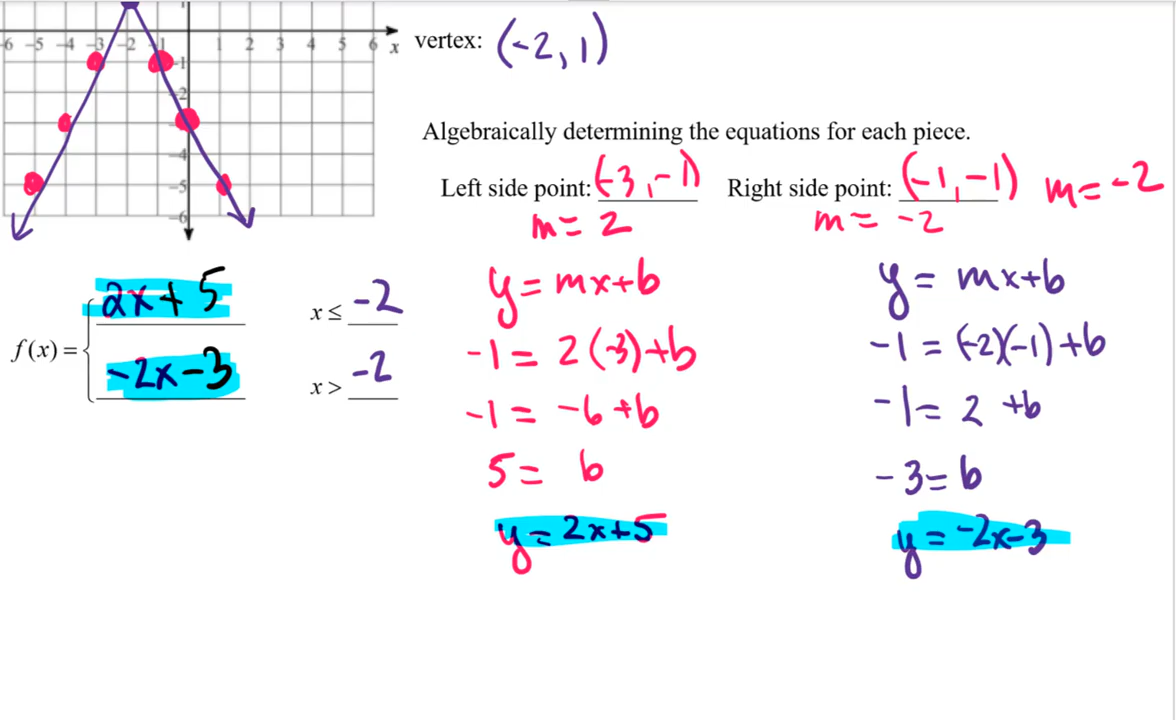 -6 -5 -4 -3 -2 -1 1 2 3 4 5 6 x
-1
-2
-4
-5
-6
vertex: (-2, 1)
Algebraically determining the equations for each piece.
Left side point: (-3, -1) Right side point: (-1, -1) m = -2
m = 2 m = -2
f(x) = { 2x + 5 x ≤ -2
-2x - 3 x > -2
y = mx+b
-1 = 2(-3)+b
-1 = -6 +b
5 = b
y = 2x+5
y = mx+b
-1 = (-2)(-1)+b
-1 = 2 +b
-3 = b
y = -2x-3